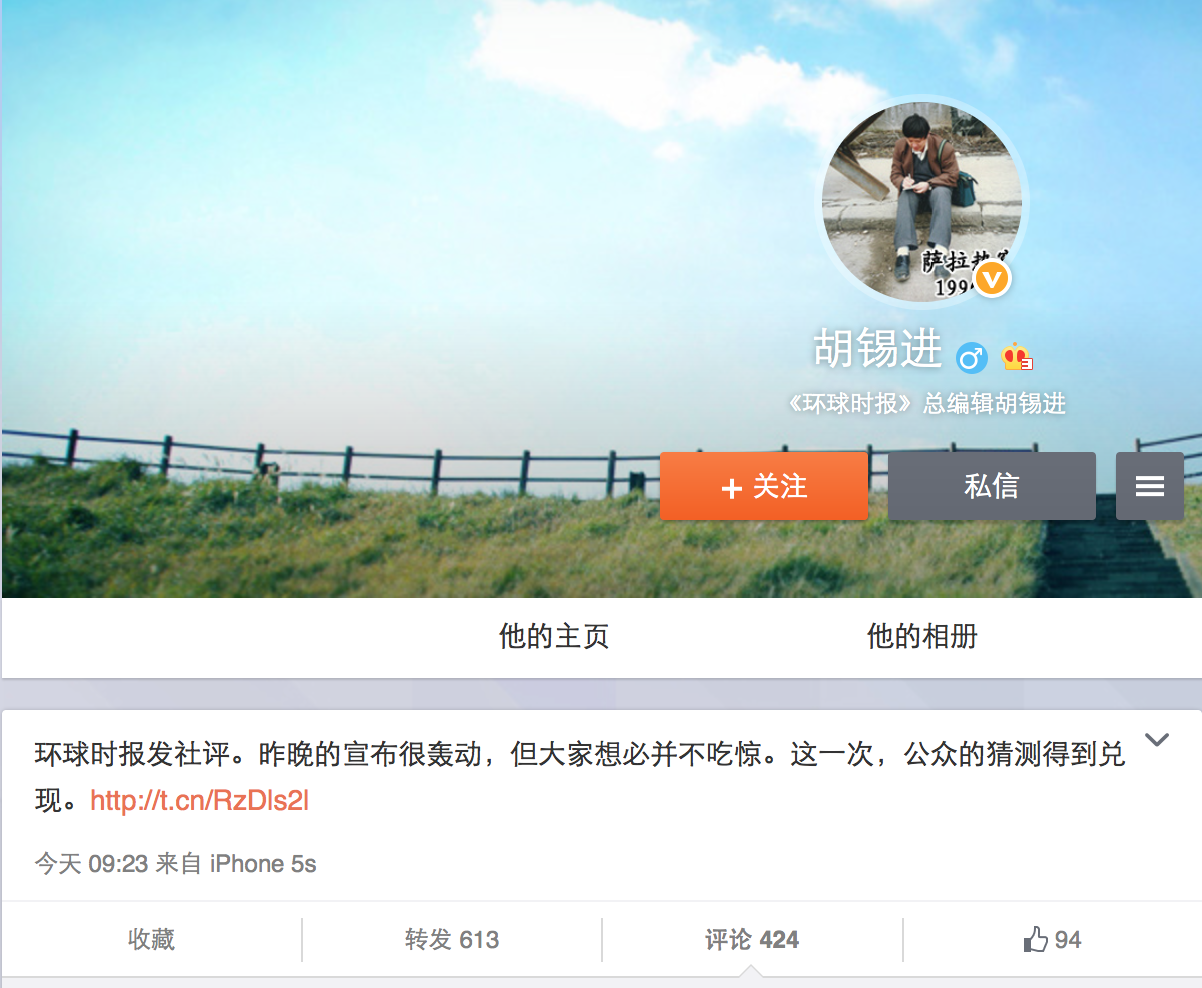 萨拉热
199
胡锡进
《环球时报》总编辑胡锡进
+ 关注
私信
他的主页
他的相册
环球时报发社评。昨晚的宣布很轰动，但大家想必并不吃惊。这一次，公众的猜测得到兑
现。http://t.cn/RzDls2l
今天 09:23 来自 iPhone 5s
收藏
转发 613
评论 424
94